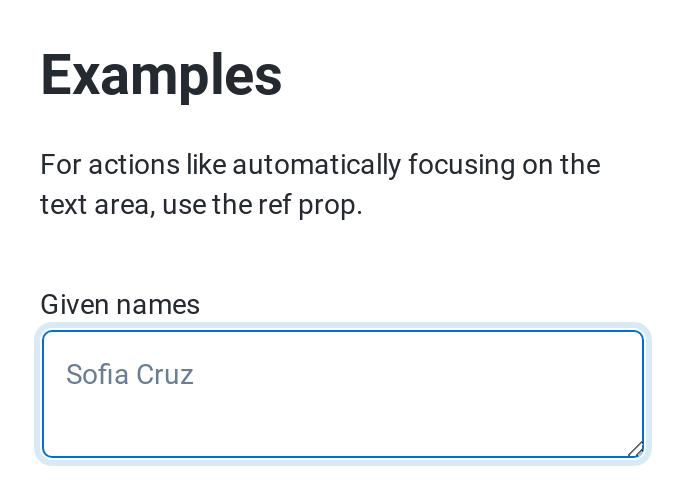 Examples
For actions like automatically focusing on the
text area, use the ref prop.
Given names
Sofia Cruz